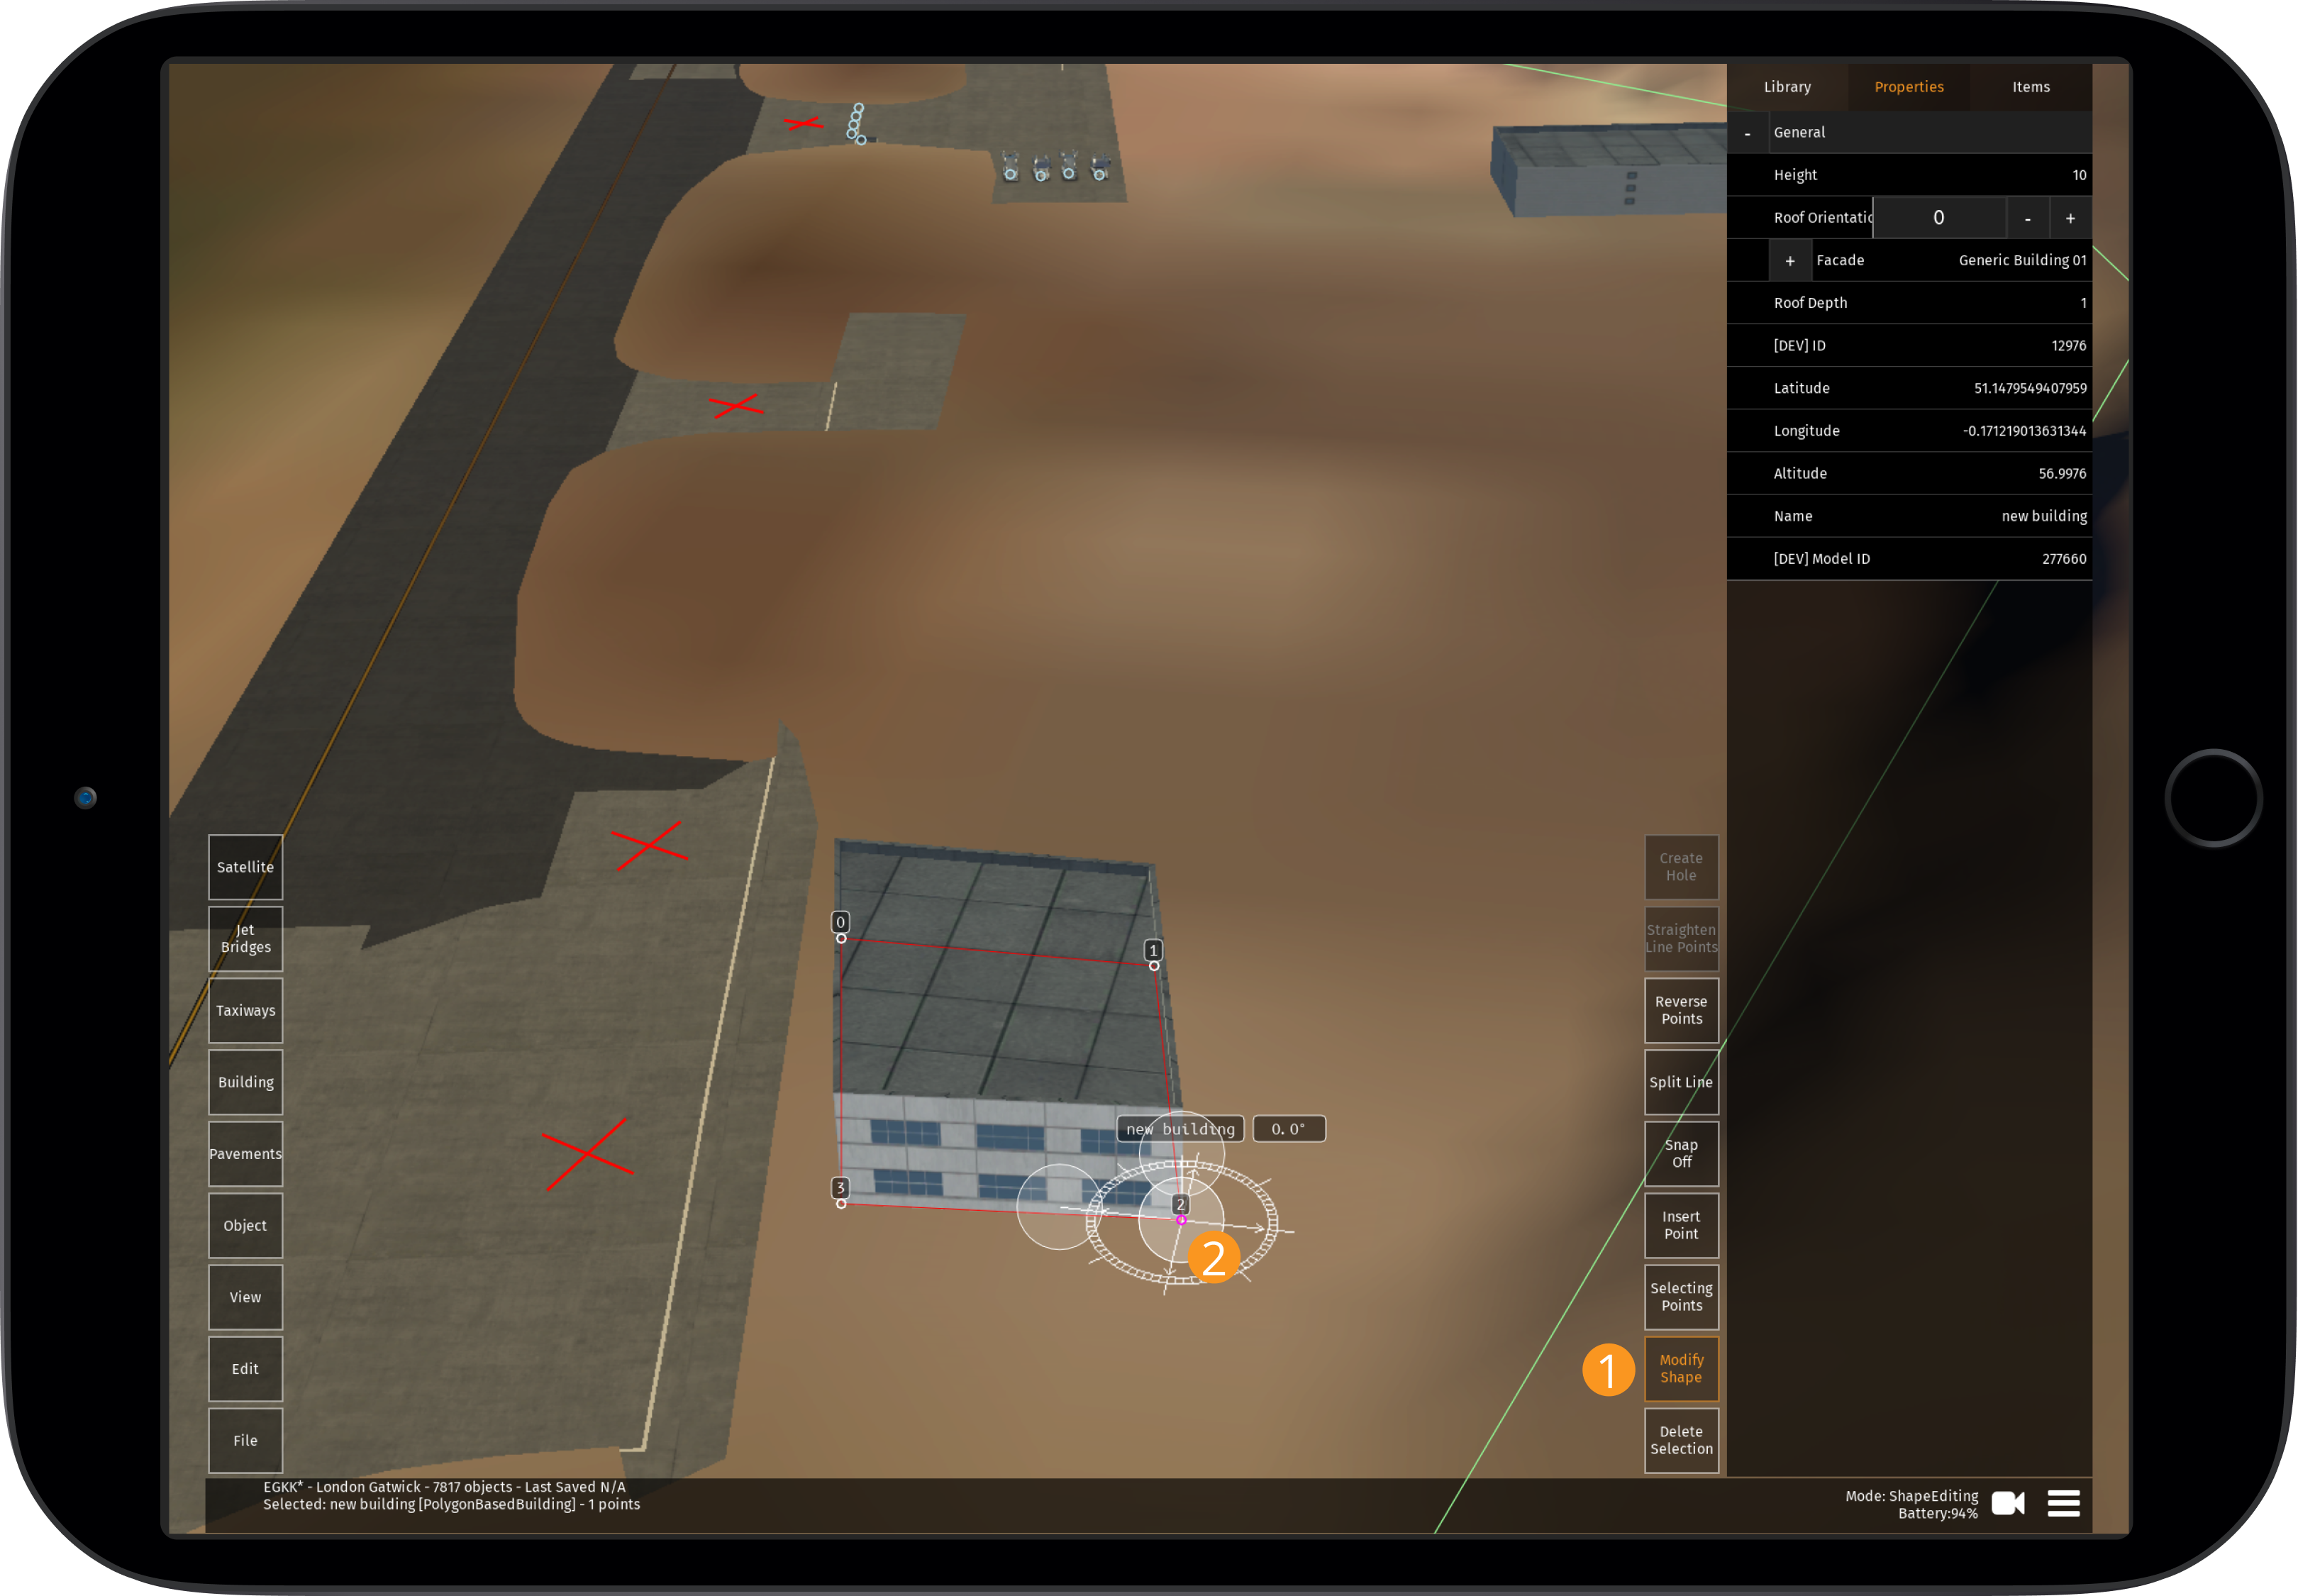 Library
Properties
Items
-
General
Height
10
Roof Orientatic
0
-
+
+
Facade
Generic Building 01
Roof Depth
1
[DEV] ID
12976
Latitude
51.1479549407959
Longitude
-0.171219013631344
Altitude
56.9976
Name
new building
[DEV] Model ID
277660
Satellite
Jet
Bridges
Taxiways
Building
Pavements
Object
View
Edit
File
0
1
3
2
new building
0.0°
2
Create
Hole
Straighten
Line Points
Reverse
Points
Split Line
Snap
Off
Insert
Point
Selecting
Points
1
Modify
Shape
Delete
Selection
EGKK* - London Gatwick - 7817 objects - Last Saved N/A
Selected: new building [PolygonBasedBuilding] - 1 points
Mode: ShapeEditing
Battery:94%